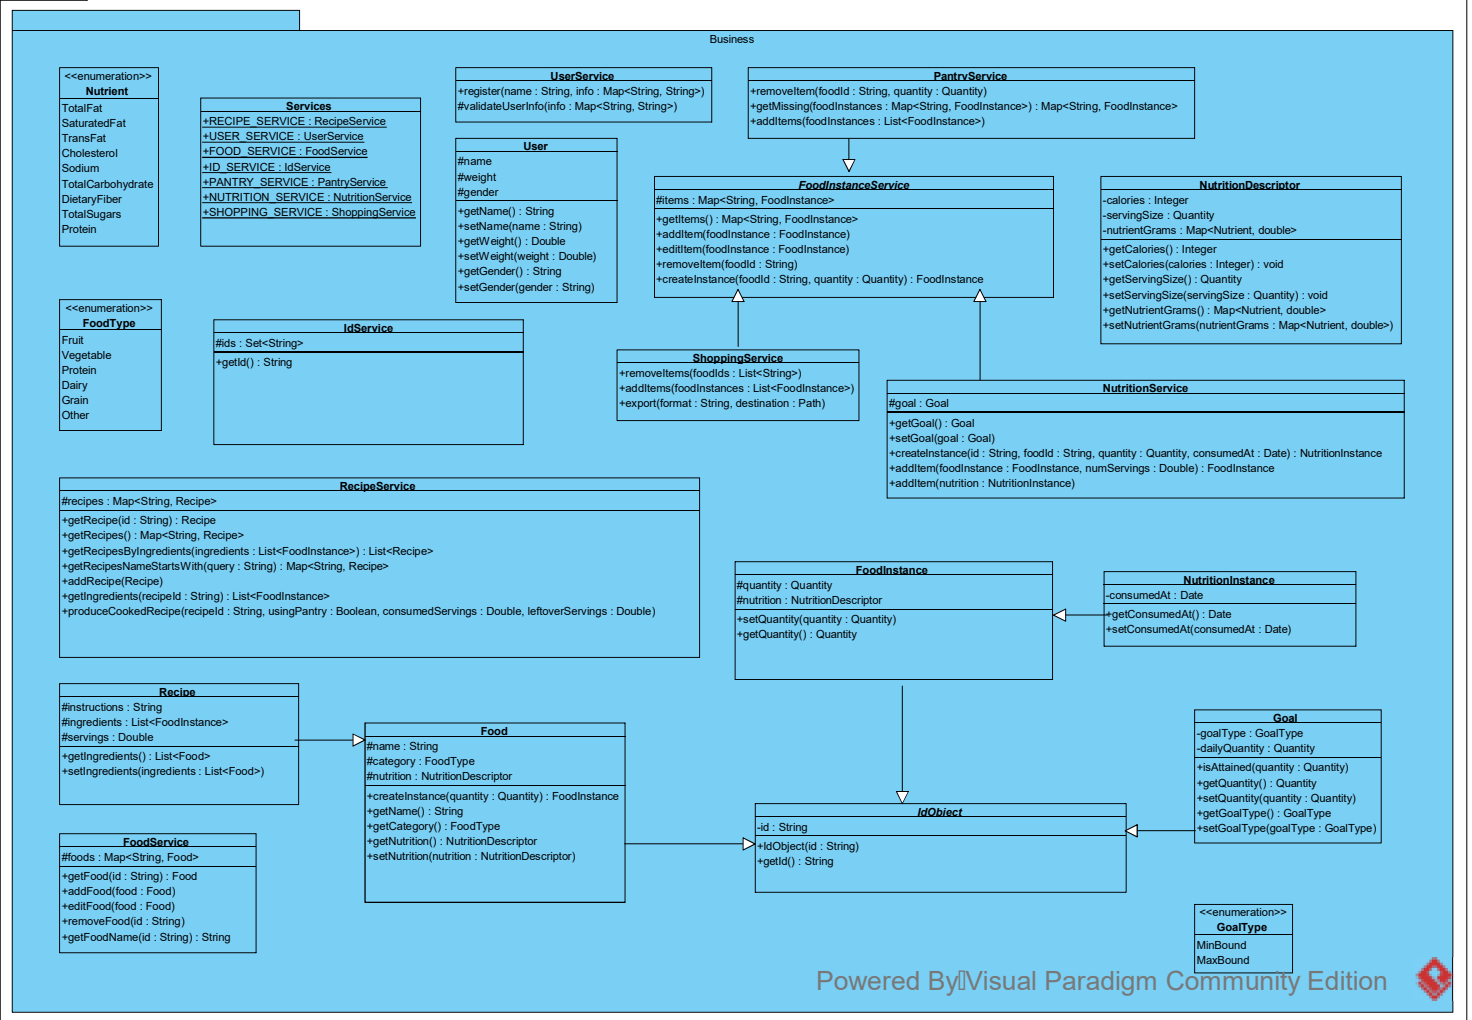 Business
<<enumeration>>
Nutrient
TotalFat
SaturatedFat
TransFat
Cholesterol
Sodium
TotalCarbohydrate
DietaryFiber
TotalSugars
Protein
Services
+RECIPE_SERVICE : RecipeService
+USER_SERVICE : UserService
+FOOD_SERVICE : FoodService
+ID_SERVICE : IdService
+PANTRY_SERVICE : PantryService
+NUTRITION_SERVICE : NutritionService
+SHOPPING_SERVICE : ShoppingService
UserService
+register(name : String, info : Map<String, String>)
#validateUserInfo(info : Map<String, String>)
User
#name
#weight
#gender
+getName() : String
+setName(name : String)
+getWeight() : Double
+setWeight(weight : Double)
+getGender() : String
+setGender(gender : String)
PantryService
+removeItem(foodId : String, quantity : Quantity)
+getMissing(foodInstances : Map<String, FoodInstance>) : Map<String, FoodInstance>
+addItems(foodInstances : List<FoodInstance>)
FoodInstanceService
#items : Map<String, FoodInstance>
+getItems() : Map<String, FoodInstance>
+addItem(foodInstance : FoodInstance)
+editItem(foodInstance : FoodInstance)
+removeItem(foodId : String)
+createInstance(foodId : String, quantity : Quantity) : FoodInstance
NutritionDescriptor
-calories : Integer
-servingSize : Quantity
-nutrientGrams : Map<Nutrient, double>
+getCalories() : Integer
+setCalories(calories : Integer) : void
+getServingSize() : Quantity
+setServingSize(servingSize : Quantity) : void
+getNutrientGrams() : Map<Nutrient, double>
+setNutrientGrams(nutrientGrams : Map<Nutrient, double>)
<<enumeration>>
FoodType
Fruit
Vegetable
Protein
Dairy
Grain
Other
IdService
#ids : Set<String>
+getId() : String
ShoppingService
+removeItems(foodIds : List<String>)
+addItems(foodInstances : List<FoodInstance>)
+export(format : String, destination : Path)
NutritionService
#goal : Goal
+getGoal() : Goal
+setGoal(goal : Goal)
+createInstance(id : String, foodId : String, quantity : Quantity, consumedAt : Date) : NutritionInstance
+addItem(foodInstance : FoodInstance, numServings : Double) : FoodInstance
+addItem(nutrition : NutritionInstance)
RecipeService
#recipes : Map<String, Recipe>
+getRecipe(id : String) : Recipe
+getRecipes() : Map<String, Recipe>
+getRecipesByIngredients(ingredients : List<FoodInstance>) : List<Recipe>
+getRecipesNameStartsWith(query : String) : Map<String, Recipe>
+addRecipe(Recipe)
+getIngredients(recipeId : String) : List<FoodInstance>
+produceCookedRecipe(recipeId : String, usingPantry : Boolean, consumedServings : Double, leftoverServings : Double)
FoodInstance
#quantity : Quantity
#nutrition : NutritionDescriptor
+setQuantity(quantity : Quantity)
+getQuantity() : Quantity
NutritionInstance
-consumedAt : Date
+getConsumedAt() : Date
+setConsumedAt(consumedAt : Date)
Recipe
#instructions : String
#ingredients : List<FoodInstance>
#servings : Double
+getIngredients() : List<Food>
+setIngredients(ingredients : List<Food>)
Food
#name : String
#category : FoodType
#nutrition : NutritionDescriptor
+createInstance(quantity : Quantity) : FoodInstance
+getName() : String
+getCategory() : FoodType
+getNutrition() : NutritionDescriptor
+setNutrition(nutrition : NutritionDescriptor)
Goal
-goalType : GoalType
-dailyQuantity : Quantity
+isAttained(quantity : Quantity)
+getQuantity() : Quantity
+setQuantity(quantity : Quantity)
+getGoalType() : GoalType
+setGoalType(goalType : GoalType)
IdObject
-id : String
+IdObject(id : String)
+getId() : String
FoodService
#foods : Map<String, Food>
+getFood(id : String) : Food
+addFood(food : Food)
+editFood(food : Food)
+removeFood(id : String)
+getFoodName(id : String) : String
<<enumeration>>
GoalType
MinBound
MaxBound
Powered By Visual Paradigm Community Edition